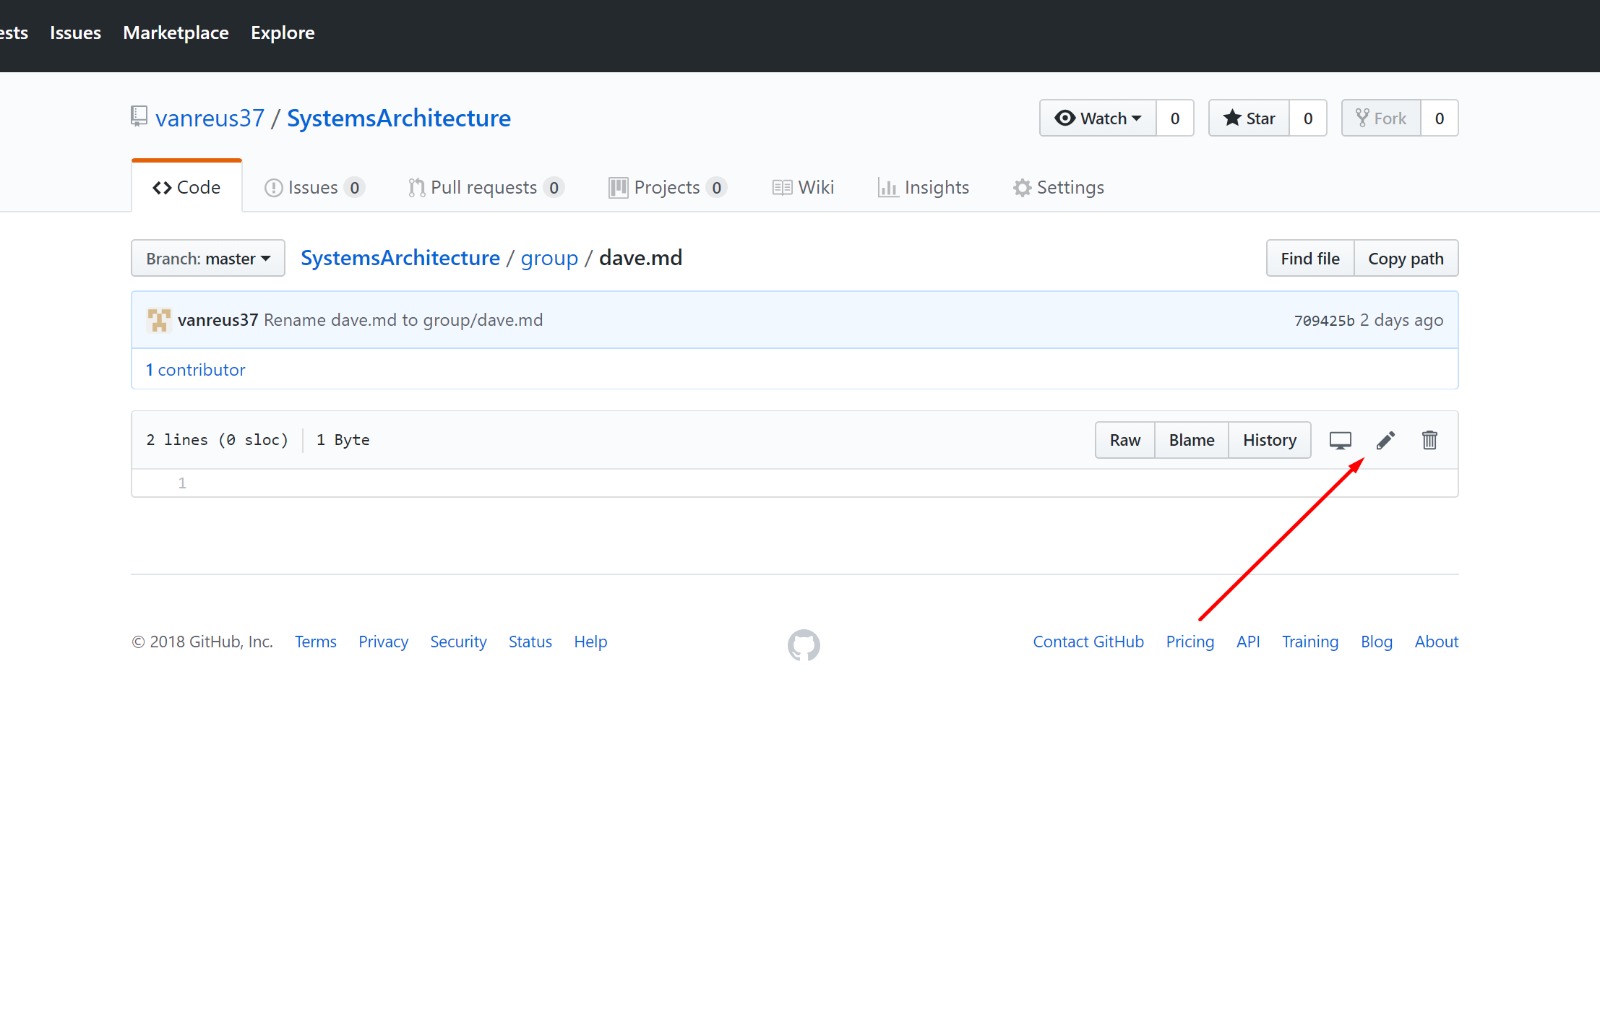 ests Issues Marketplace Explore
vanreus37 / SystemsArchitecture Watch 0 Star 0 Fork 0
Code Issues 0 Pull requests 0 Projects 0 Wiki Insights Settings
Branch: master SystemsArchitecture / group / dave.md Find file Copy path
vanreus37 Rename dave.md to group/dave.md 709425b 2 days ago
1 contributor
2 lines (0 sloc) 1 Byte Raw Blame History
1
© 2018 GitHub, Inc. Terms Privacy Security Status Help Contact GitHub Pricing API Training Blog About